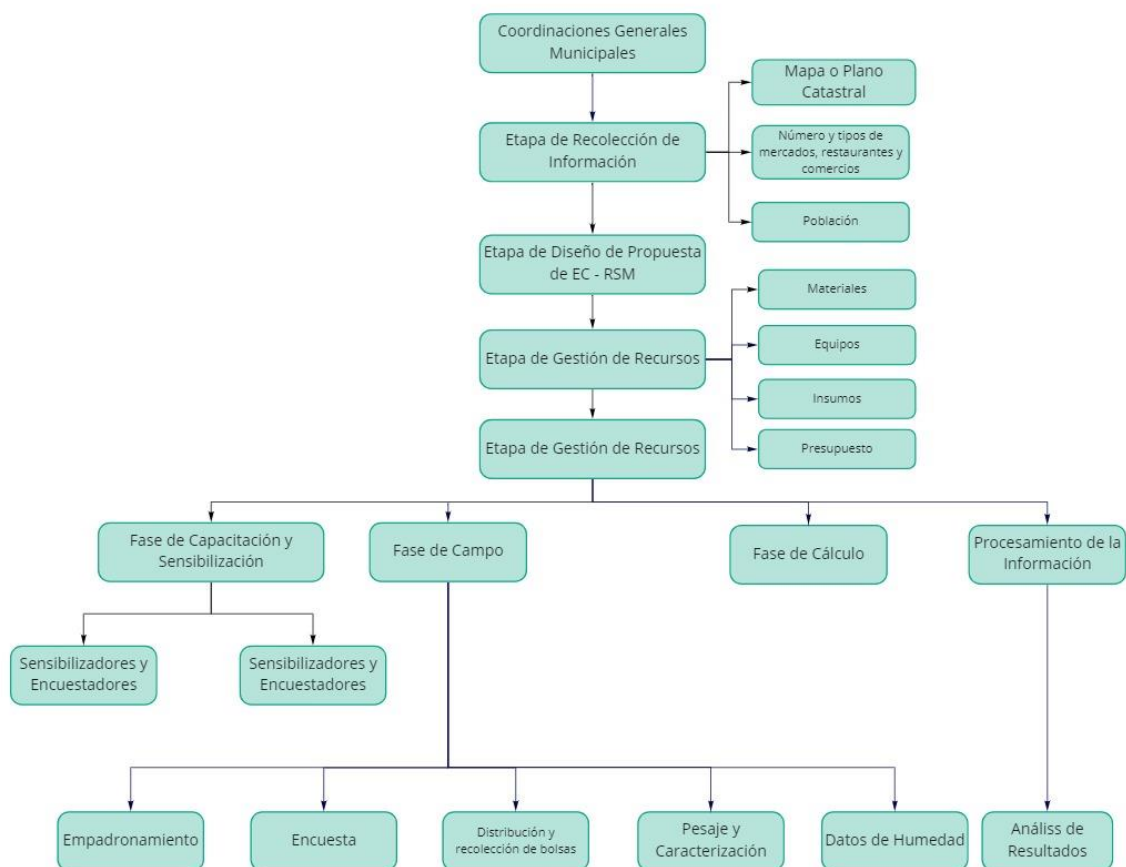 Coordinaciones Generales
Municipales
Mapa o Plano
Catastral
Etapa de Recolección de
Información
Número y tipos de
mercados, restaurantes y
comercios
Población
Etapa de Diseño de Propuesta
de EC - RSM
Materiales
Equipos
Etapa de Gestión de Recursos
Insumos
Presupuesto
Etapa de Gestión de Recursos
Fase de Capacitación y
Sensibilización
Fase de Campo
Fase de Cálculo
Procesamiento de la
Información
Sensibilizadores y
Encuestadores
Sensibilizadores y
Encuestadores
Empadronamiento
Encuesta
Distribución y
recolección de bolsas
Pesaje y
Caracterización
Datos de Humedad
Análiss de
Resultados